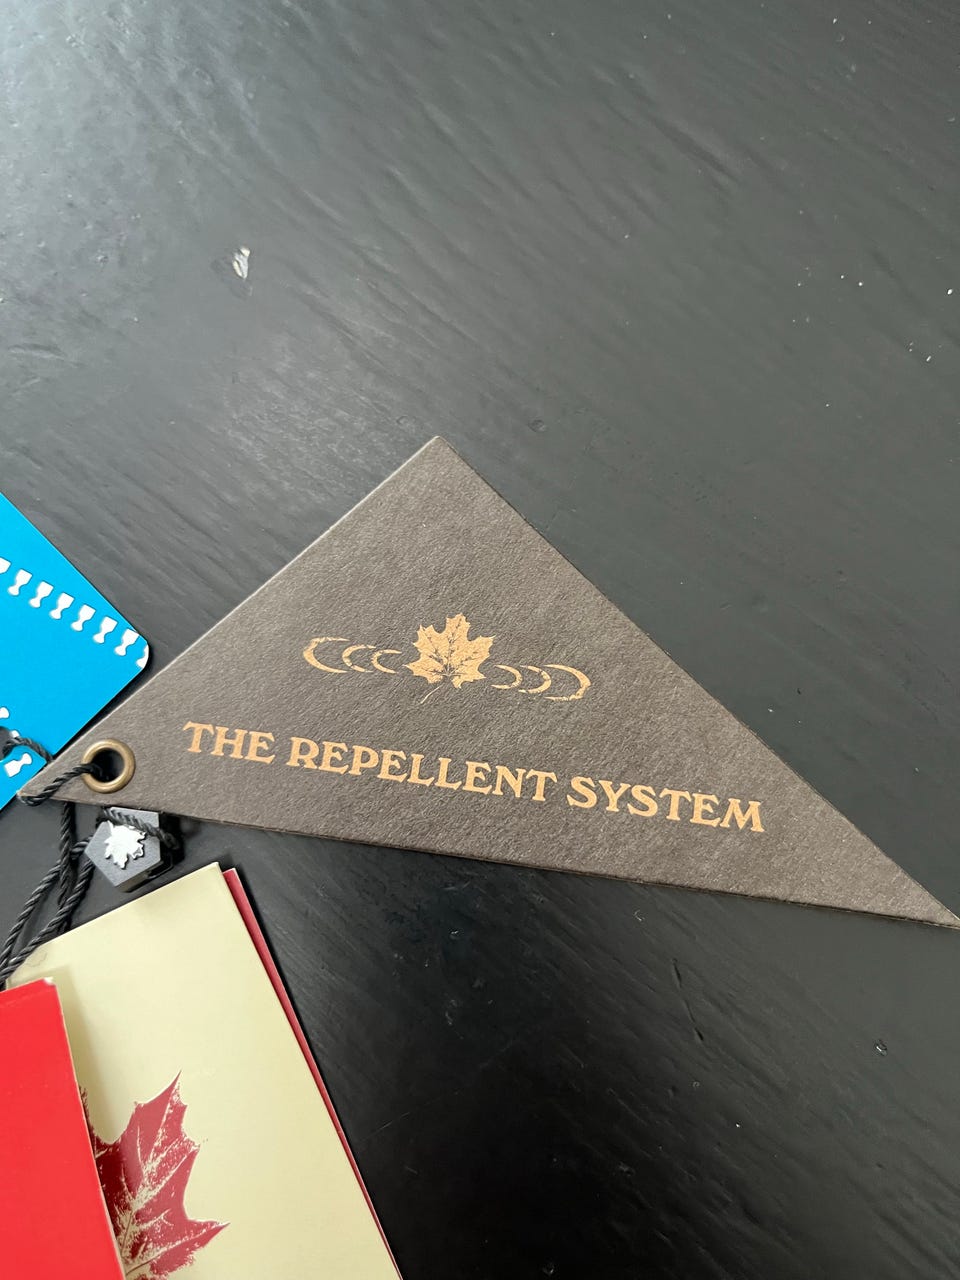 THE REPELLENT SYSTEM